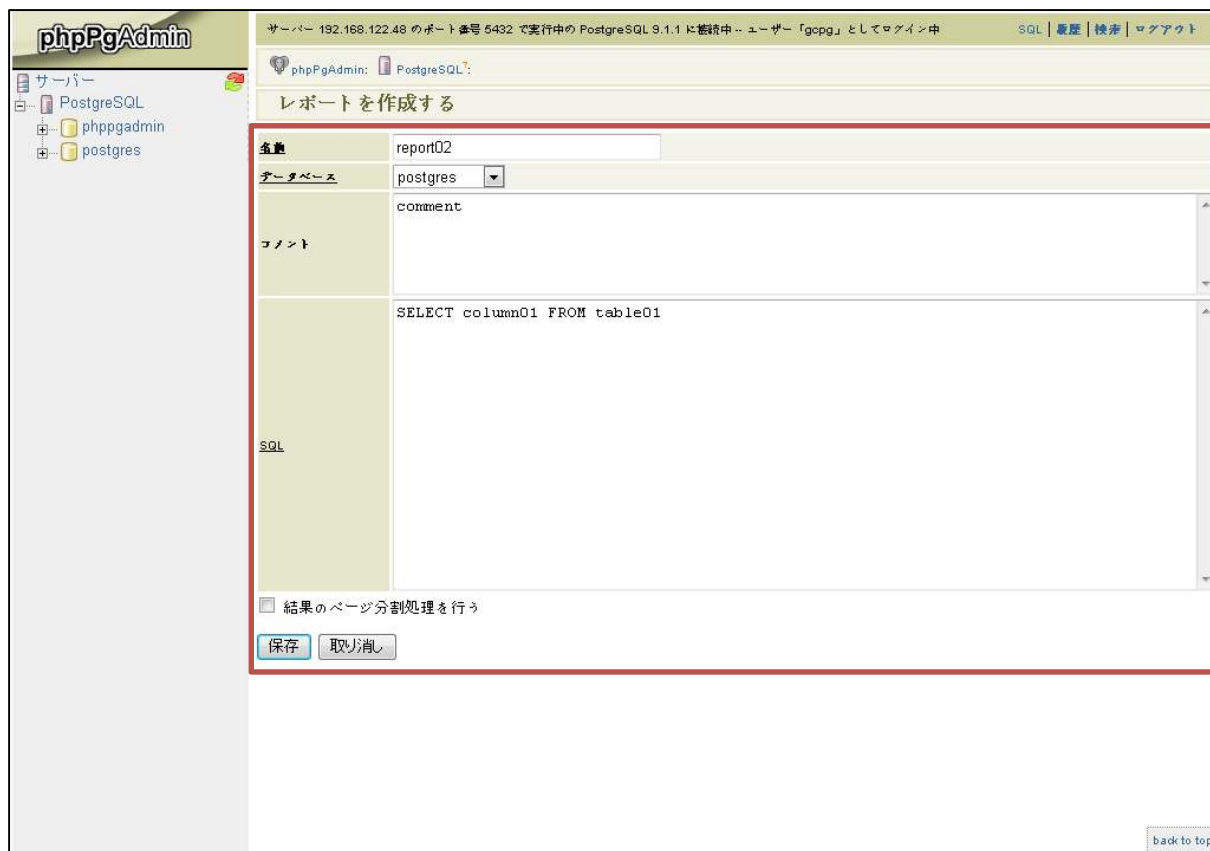 phpPgAdmin
サーバー 192.168.122.48 のポート番号 5432 で実行中の PostgreSQL 9.1.1 に接続中 -- ユーザー「gcpg」としてログイン中
SQL | 履歴 | 検索 | ログアウト
phpPgAdmin: PostgreSQL?:
サーバー
PostgreSQL
phppgadmin
postgres
レポートを作成する
名前 report02
データベース postgres
コメント comment
SQL SELECT column01 FROM table01
結果のページ分割処理を行う
保存 取り消し
back to top